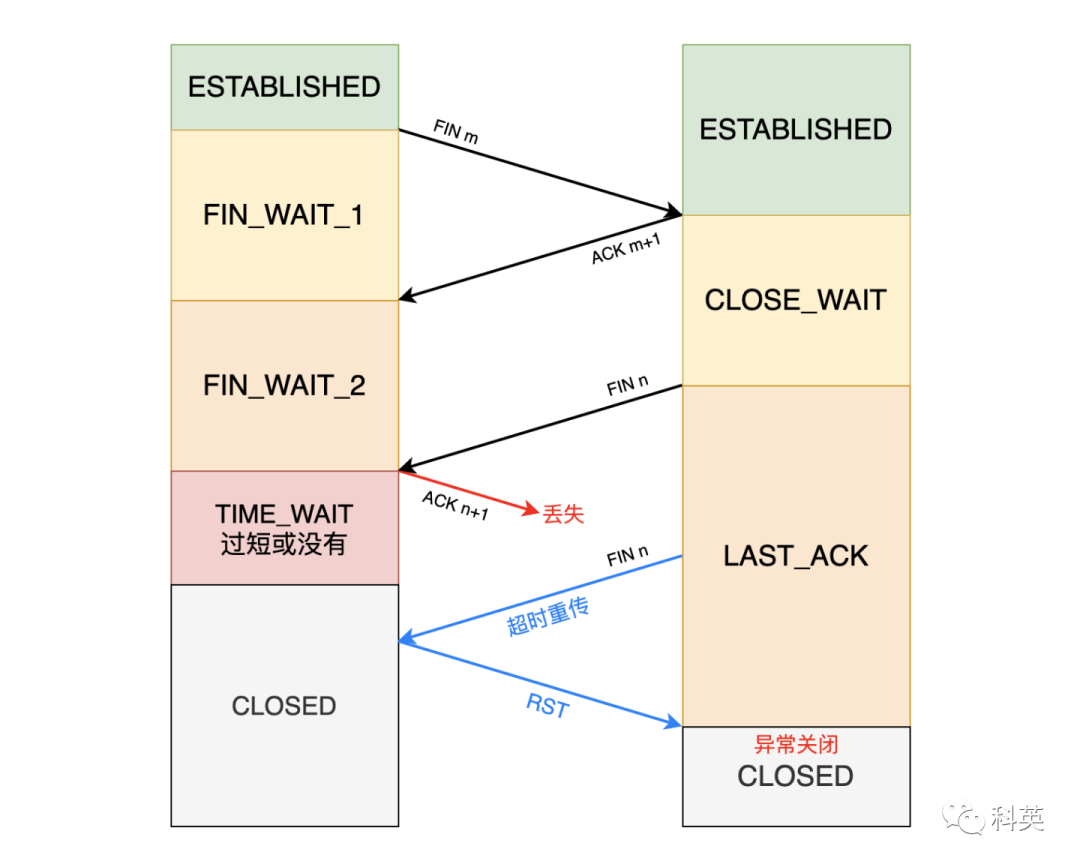 ESTABLISHED
ESTABLISHED
FIN m
FIN_WAIT_1
ACK m+1
CLOSE_WAIT
FIN_WAIT_2
FIN n
TIME_WAIT
过短或没有
ACK n+1
丢失
FIN n
超时重传
LAST_ACK
CLOSED
RST
异常关闭
CLOSED
科英